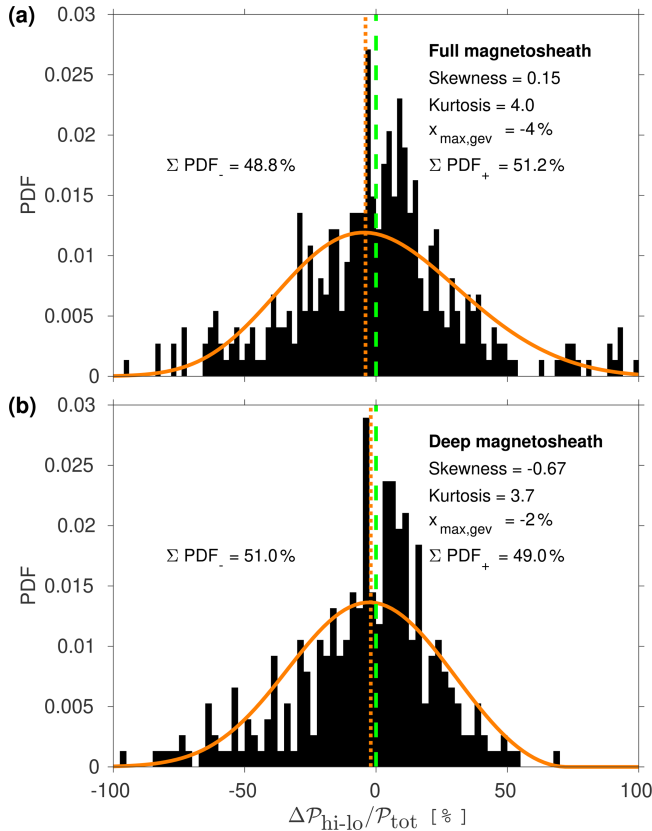 (a)
0.03
0.025
0.02
0.015
0.01
0.005
0
PDF
Full magnetosheath
Skewness = 0.15
Kurtosis = 4.0
x_max,gev = -4%
Σ PDF_- = 48.8%
Σ PDF_+ = 51.2%
(b)
0.03
0.025
0.02
0.015
0.01
0.005
0
PDF
Deep magnetosheath
Skewness = -0.67
Kurtosis = 3.7
x_max,gev = -2%
Σ PDF_- = 51.0%
Σ PDF_+ = 49.0%
-100 -50 0 50 100
Δ𝒫_hi-lo/𝒫_tot [%]